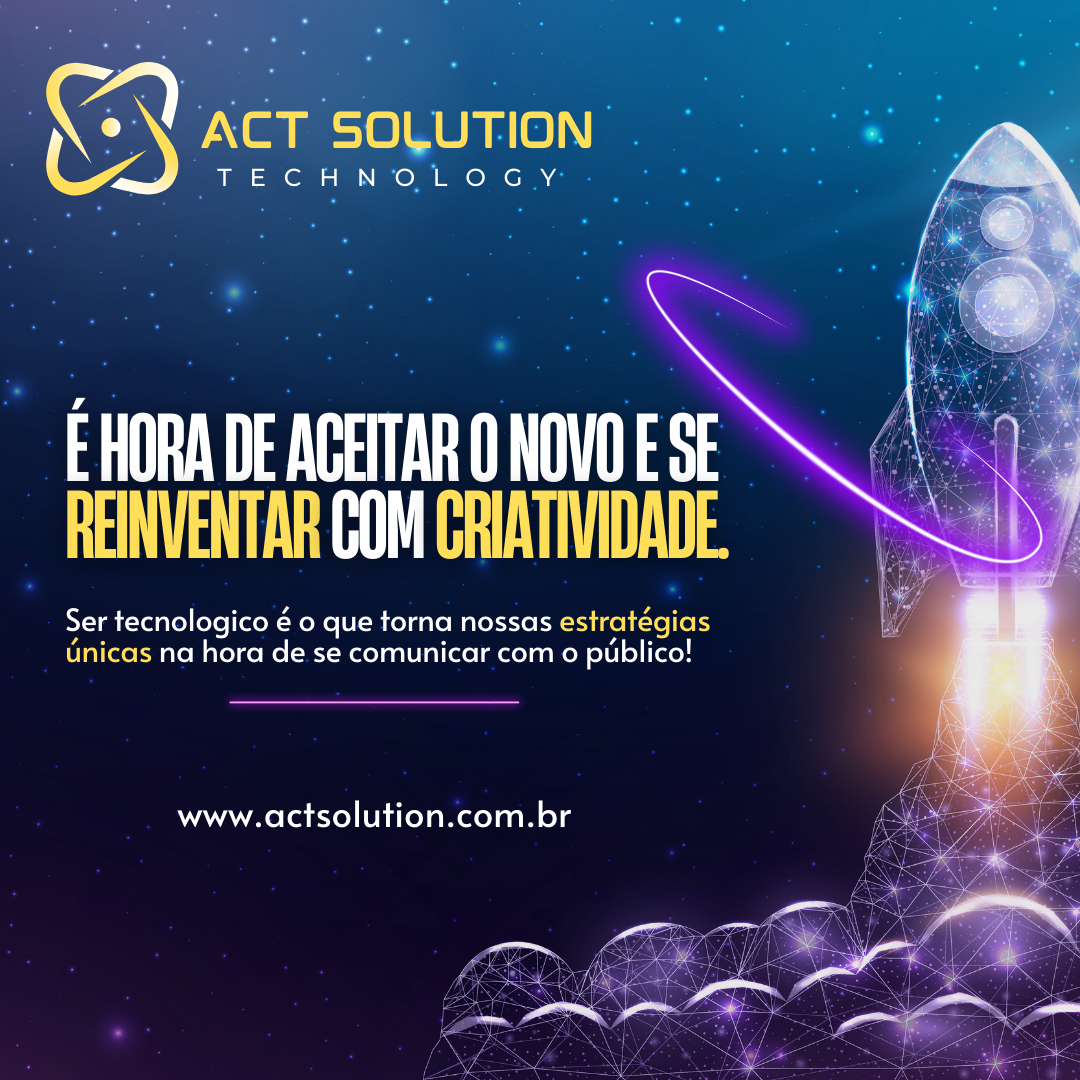 ACT SOLUTION
TECHNOLOGY
É HORA DE ACEITAR O NOVO E SE
REINVENTAR COM CRIATIVIDADE.
Ser tecnologico é o que torna nossas estratégias
únicas na hora de se comunicar com o público!
www.actsolution.com.br